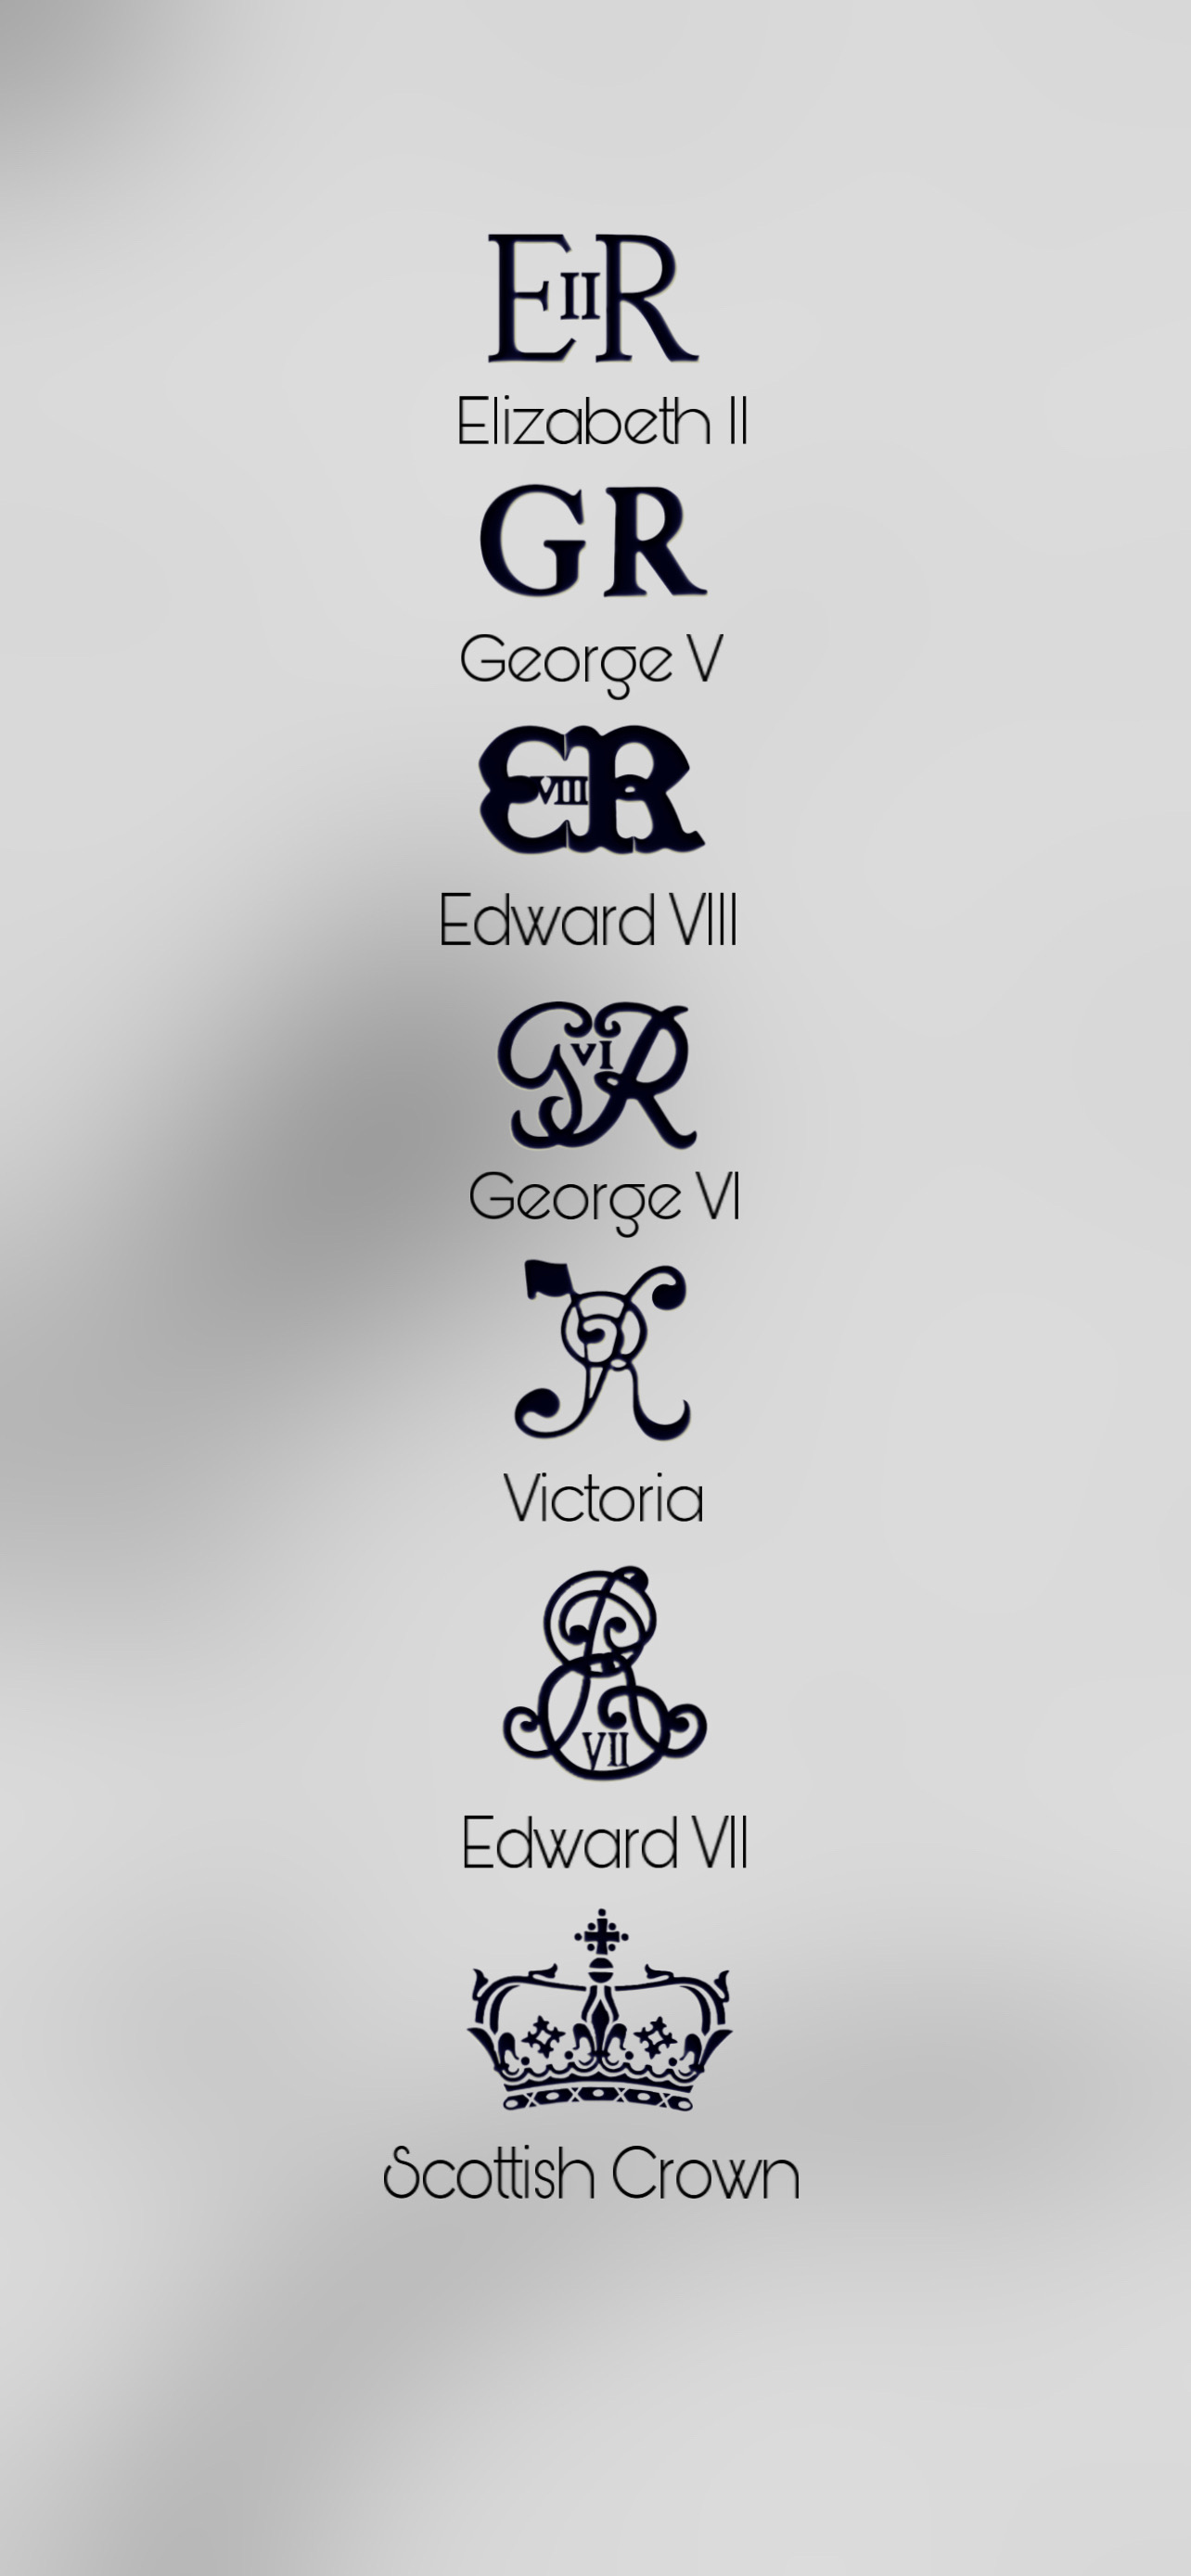 EIIR
Elizabeth II
GR
George V
EVIIIR
Edward VIII
GVIR
George VI
VR
Victoria
ERVII
Edward VII
Scottish Crown